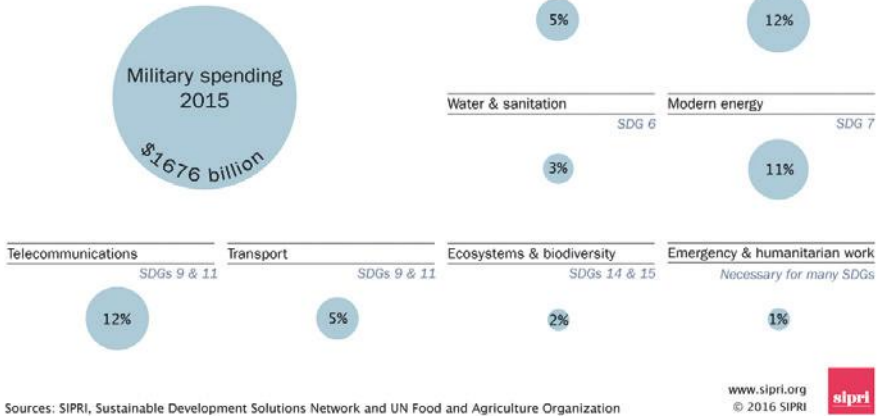 5%
12%
Military spending
2015
$1676 billion
Water & sanitation
SDG 6
Modern energy
SDG 7
3%
11%
Telecommunications
SDGs 9 & 11
Transport
SDGs 9 & 11
Ecosystems & biodiversity
SDGs 14 & 15
Emergency & humanitarian work
Necessary for many SDGs
12%
5%
2%
1%
Sources: SIPRI, Sustainable Development Solutions Network and UN Food and Agriculture Organization
www.sipri.org
© 2016 SIPRI
sipri